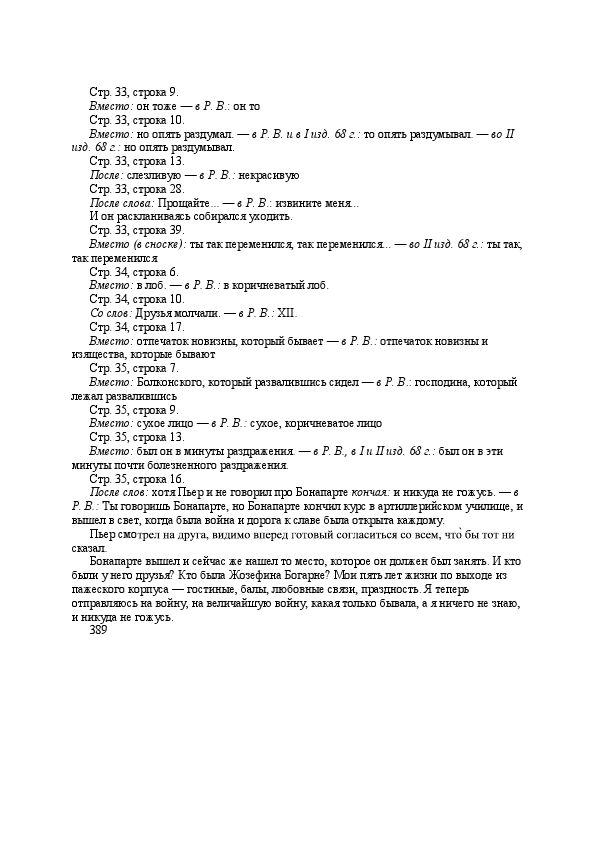 Стр. 33, строка 9.
Вместо: он тоже — в Р. В.: он то
Стр. 33, строка 10.
Вместо: но опять раздумал. — в Р. В. и в I изд. 68 г.: то опять раздумывал. — во II
изд. 68 г.: но опять раздумывал.
Стр. 33, строка 13.
После: слезливую — в Р. В.: некрасивую
Стр. 33, строка 28.
После слова: Прощайте... — в Р. В.: извините меня...
И он раскланиваясь собирался уходить.
Стр. 33, строка 39.
Вместо (в сноске): ты так переменился, так переменился... — во II изд. 68 г.: ты так,
так переменился
Стр. 34, строка 6.
Вместо: в лоб. — в Р. В.: в коричневатый лоб.
Стр. 34, строка 10.
Со слов: Друзья молчали. — в Р. В.: XII.
Стр. 34, строка 17.
Вместо: отпечаток новизны, который бывает — в Р. В.: отпечаток новизны и
изящества, которые бывают
Стр. 35, строка 7.
Вместо: Болконского, который развалившись сидел — в Р. В.: господина, который
лежал развалившись
Стр. 35, строка 9.
Вместо: сухое лицо — в Р. В.: сухое, коричневатое лицо
Стр. 35, строка 13.
Вместо: был он в минуты раздражения. — в Р. В., в I и II изд. 68 г.: был он в эти
минуты почти болезненного раздражения.
Стр. 35, строка 16.
После слов: хотя Пьер и не говорил про Бонапарте кончая: и никуда не гожусь. — в
Р. В.: Ты говоришь Бонапарте, но Бонапарте кончил курс в артиллерийском училище, и
вышел в свет, когда была война и дорога к славе была открыта каждому.
Пьер смотрел на друга, видимо вперед готовый согласиться со всем, что̀ бы тот ни
сказал.
Бонапарте вышел и сейчас же нашел то место, которое он должен был занять. И кто
были у него друзья? Кто была Жозефина Богарне? Мои пять лет жизни по выходе из
пажеского корпуса — гостиные, балы, любовные связи, праздность. Я теперь
отправляюсь на войну, на величайшую войну, какая только бывала, а я ничего не знаю,
и никуда не гожусь.
389